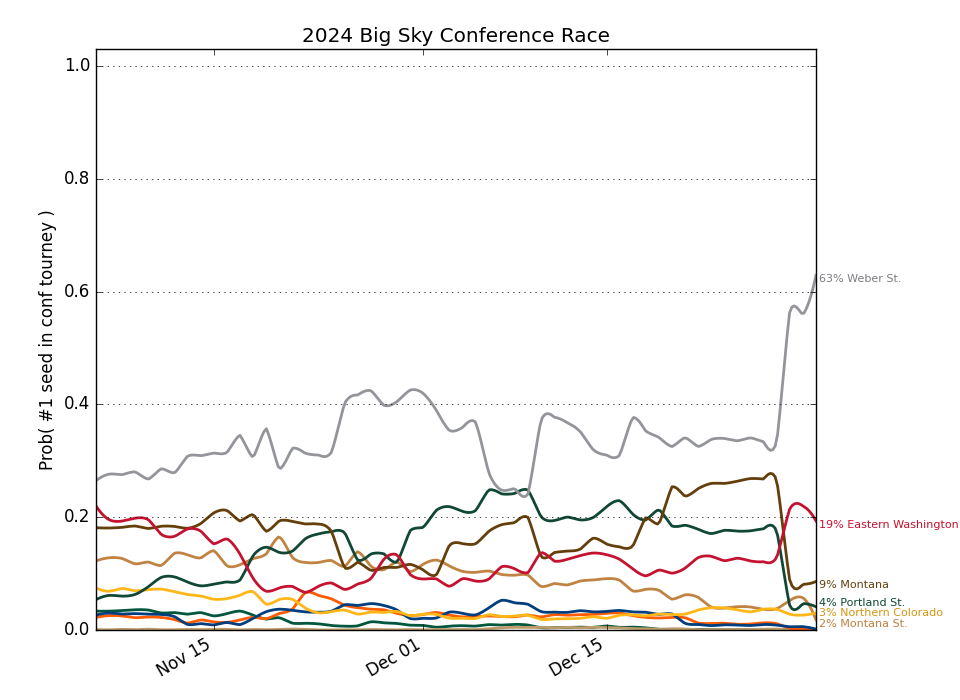 2024 Big Sky Conference Race
Prob( #1 seed in conf tourney )
1.0
0.8
0.6
0.4
0.2
0.0
Nov 15
Dec 01
Dec 15
63% Weber St.
19% Eastern Washington
9% Montana
4% Portland St.
3% Northern Colorado
2% Montana St.